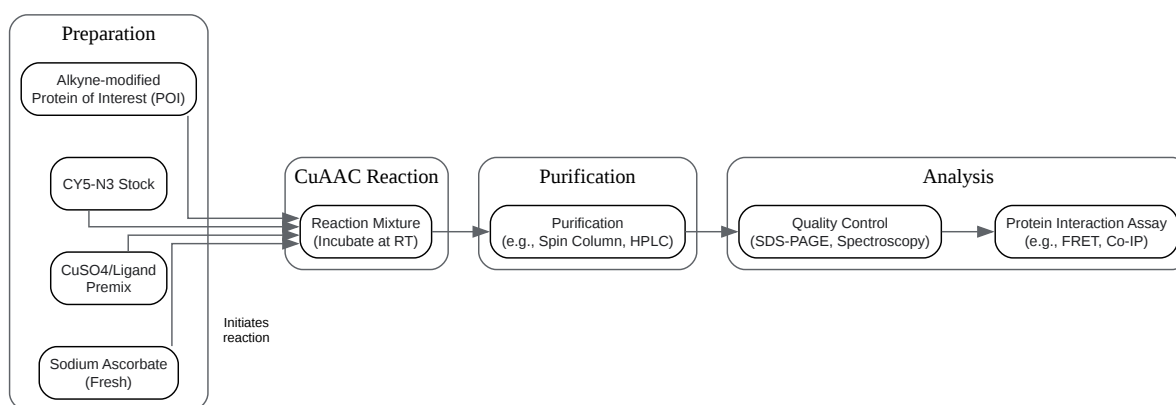 Preparation
Alkyne-modified
Protein of Interest (POI)
CY5-N3 Stock
CuSO4/Ligand
Premix
Sodium Ascorbate
(Fresh)
Initiates
reaction
CuAAC Reaction
Reaction Mixture
(Incubate at RT)
Purification
Purification
(e.g., Spin Column, HPLC)
Analysis
Quality Control
(SDS-PAGE, Spectroscopy)
Protein Interaction Assay
(e.g., FRET, Co-IP)